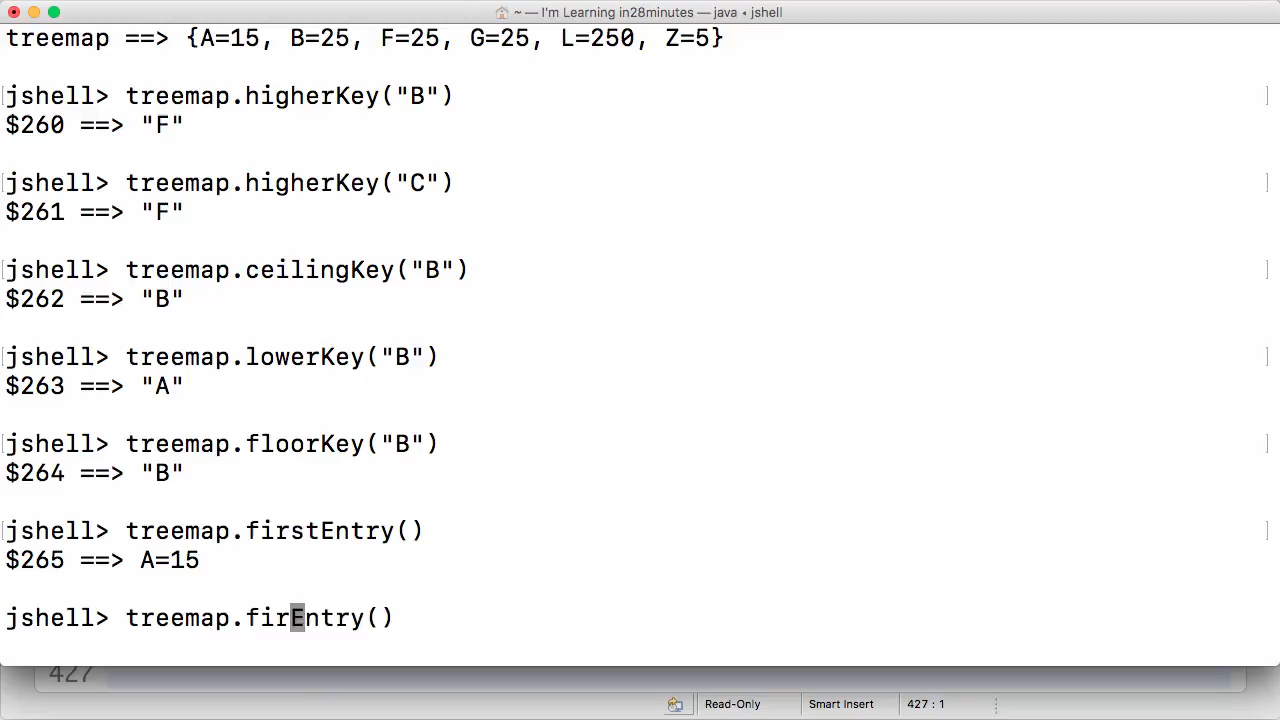 ~ — I'm Learning in28minutes — java ◂ jshell
treemap ==> {A=15, B=25, F=25, G=25, L=250, Z=5}
jshell> treemap.higherKey("B")
$260 ==> "F"
jshell> treemap.higherKey("C")
$261 ==> "F"
jshell> treemap.ceilingKey("B")
$262 ==> "B"
jshell> treemap.lowerKey("B")
$263 ==> "A"
jshell> treemap.floorKey("B")
$264 ==> "B"
jshell> treemap.firstEntry()
$265 ==> A=15
jshell> treemap.firEntry()
427
Read-Only Smart Insert 427 : 1